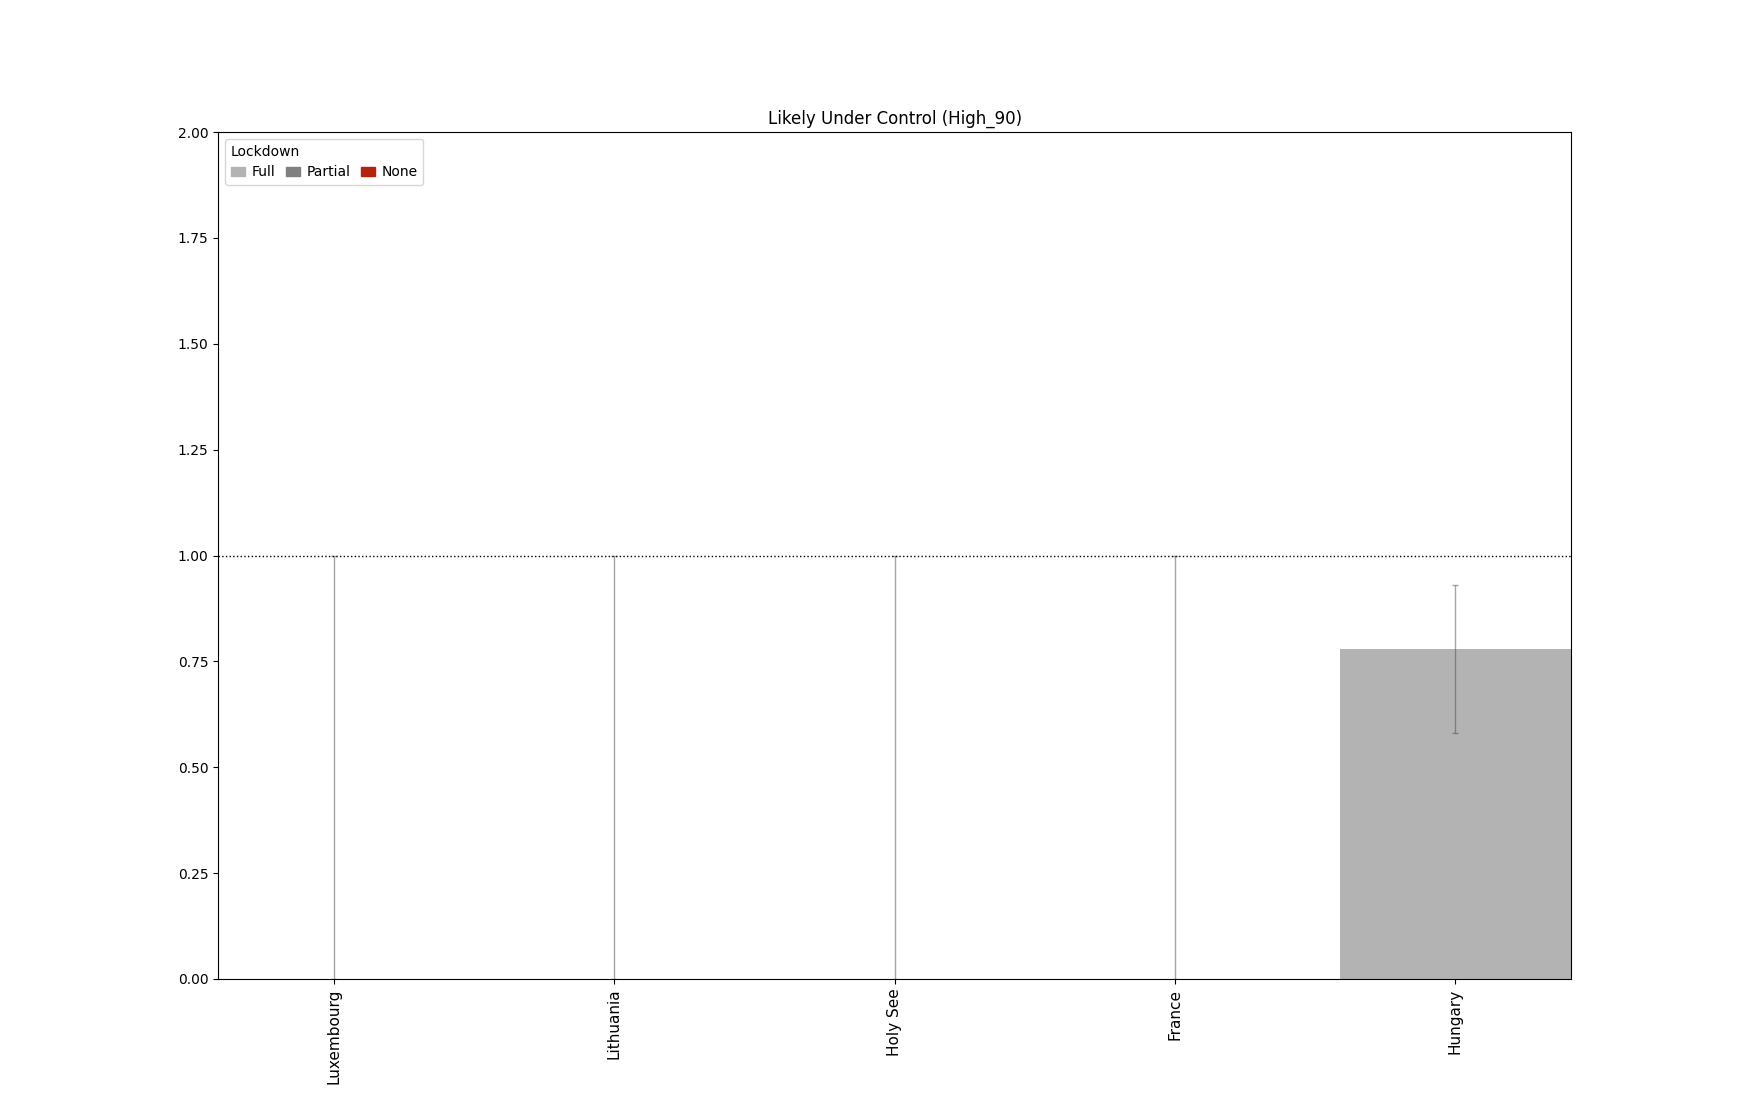 Likely Under Control (High_90)
2.00
Lockdown
Full Partial None
1.75
1.50
1.25
1.00
0.75
0.50
0.25
0.00
Luxembourg
Lithuania
Holy See
France
Hungary